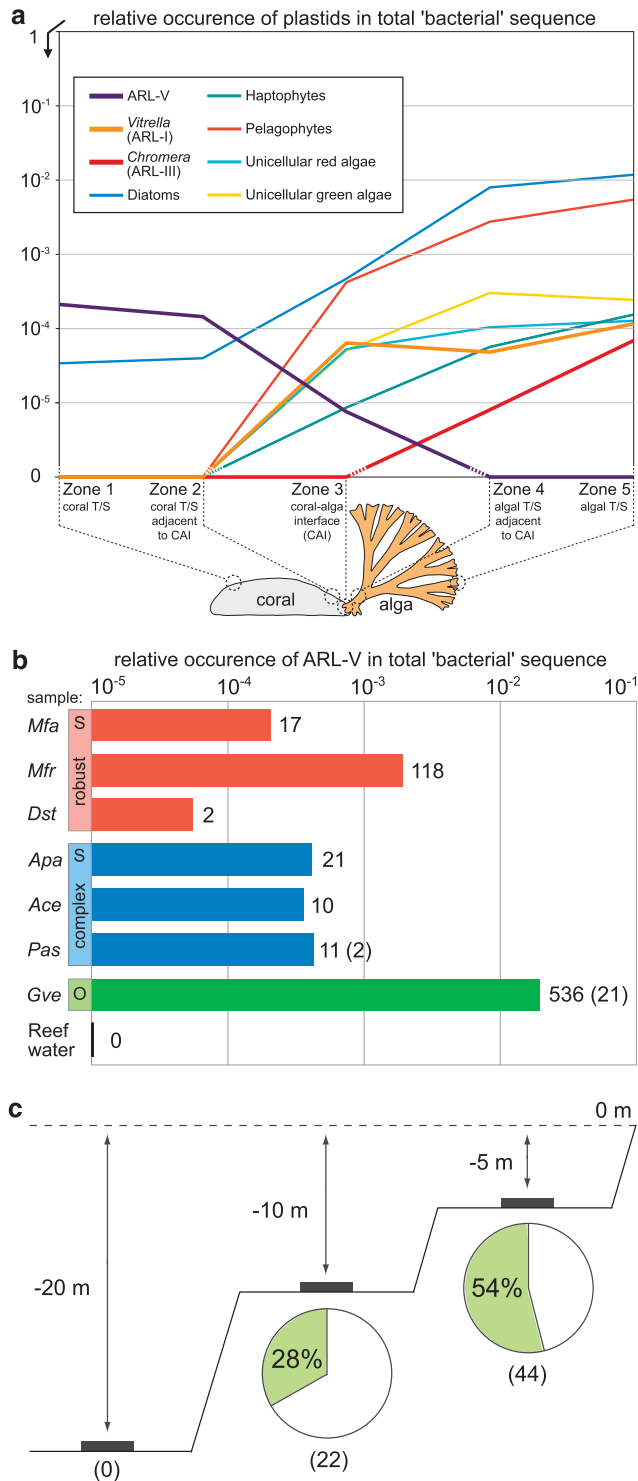 a
relative occurence of plastids in total 'bacterial' sequence
1
10-1
10-2
10-3
10-4
10-5
0
ARL-V
Vitrella
(ARL-I)
Chromera
(ARL-III)
Diatoms
Haptophytes
Pelagophytes
Unicellular red algae
Unicellular green algae
Zone 1
coral T/S
Zone 2
coral T/S
adjacent
to CAI
Zone 3
coral-alga
interface
(CAI)
Zone 4
algal T/S
adjacent
to CAI
Zone 5
algal T/S
coral
alga
b
relative occurence of ARL-V in total 'bacterial' sequence
sample:
10-5 10-4 10-3 10-2 10-1
robust
S
Mfa 17
Mfr 118
Dst 2
complex
S
Apa 21
Ace 10
Pas 11 (2)
Gve O 536 (21)
Reef
water 0
c
0 m
-5 m
-10 m
-20 m
54%
(44)
28%
(22)
(0)